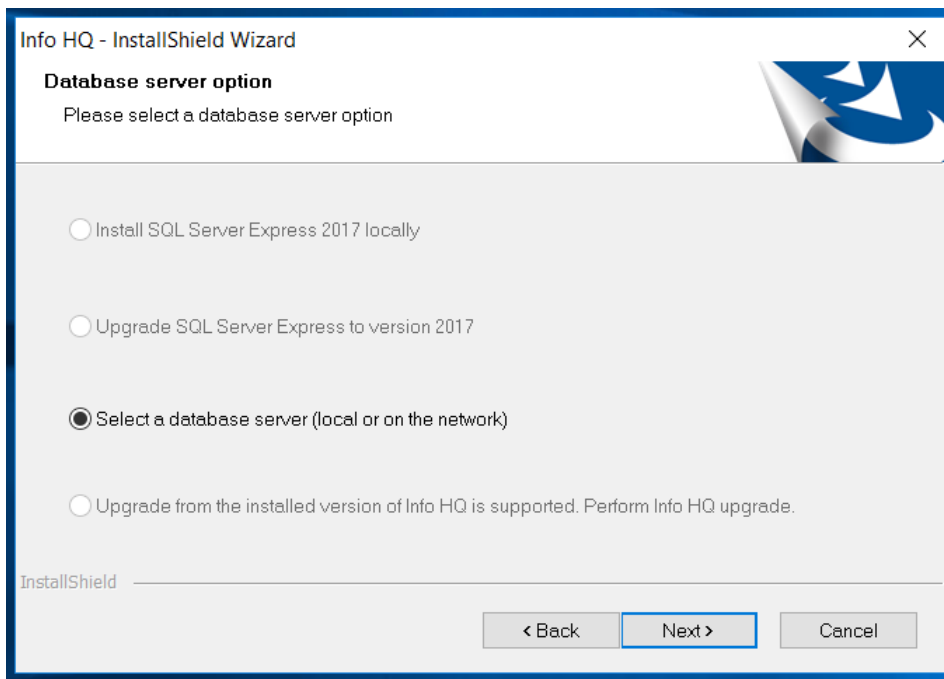 Info HQ - InstallShield Wizard
Database server option
Please select a database server option
Install SQL Server Express 2017 locally
Upgrade SQL Server Express to version 2017
Select a database server (local or on the network)
Upgrade from the installed version of Info HQ is supported. Perform Info HQ upgrade.
InstallShield
< Back
Next >
Cancel